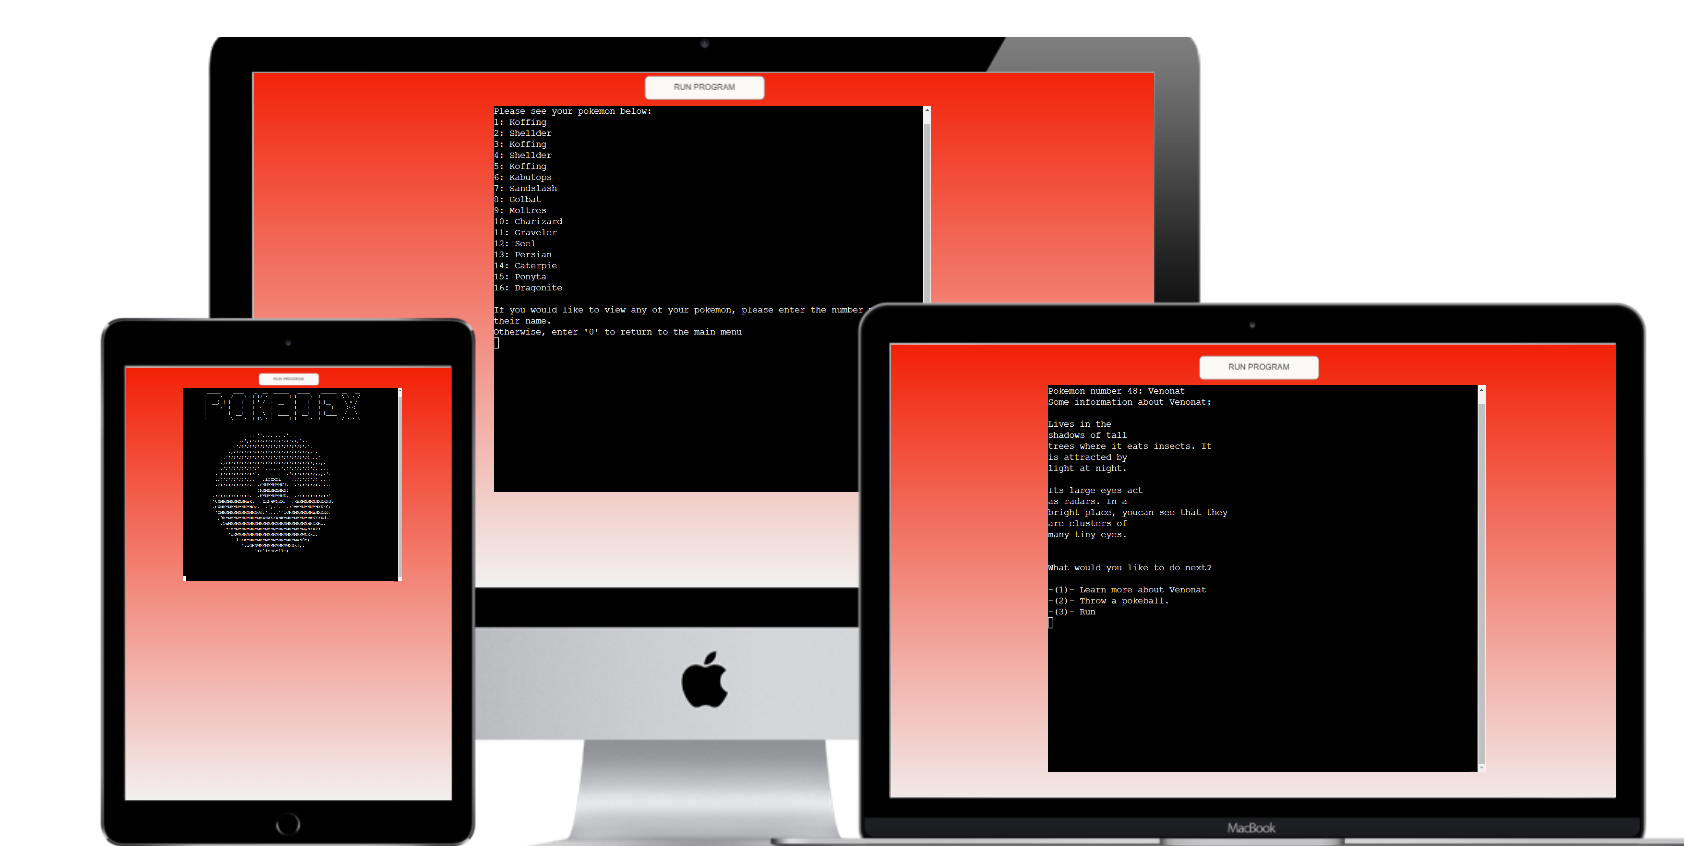 RUN PROGRAM
Please see your pokemon below:
1: Koffing
2: Shellder
3: Koffing
4: Shellder
5: Koffing
6: Kabutops
7: Sandslash
8: Golbat
9: Moltres
10: Charizard
11: Graveler
12: Seel
13: Persian
14: Caterpie
15: Ponyta
16: Dragonite
If you would like to view any of your pokemon, please enter the number
their name.
Otherwise, enter '0' to return to the main menu
RUN PROGRAM
POKEDEX
RUN PROGRAM
Pokemon number 48: Venonat
Some information about Venonat:
Lives in the
shadows of tall
trees where it eats insects. It
is attracted by
light at night.
Its large eyes act
as radars. In a
bright place, youcan see that they
are clusters of
many tiny eyes.
What would you like to do next?
-(1)- Learn more about Venonat
-(2)- Throw a pokeball.
-(3)- Run
MacBook